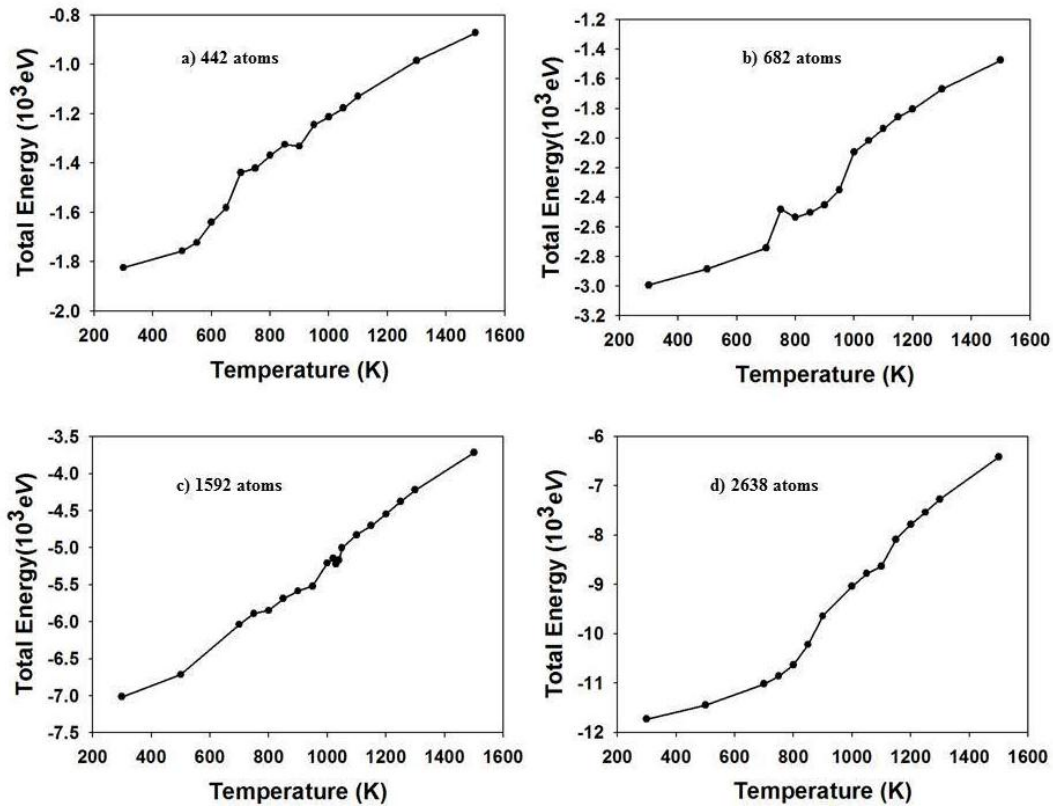 a) 442 atoms
Total Energy (10³eV)
-0.8
-1.0
-1.2
-1.4
-1.6
-1.8
-2.0
200 400 600 800 1000 1200 1400 1600
Temperature (K)
b) 682 atoms
Total Energy(10³eV)
-1.2
-1.4
-1.6
-1.8
-2.0
-2.2
-2.4
-2.6
-2.8
-3.0
-3.2
200 400 600 800 1000 1200 1400 1600
Temperature (K)
c) 1592 atoms
Total Energy(10³eV)
-3.5
-4.0
-4.5
-5.0
-5.5
-6.0
-6.5
-7.0
-7.5
200 400 600 800 1000 1200 1400 1600
Temperature (K)
d) 2638 atoms
Total Energy (10³eV)
-6
-7
-8
-9
-10
-11
-12
200 400 600 800 1000 1200 1400 1600
Temperature (K)